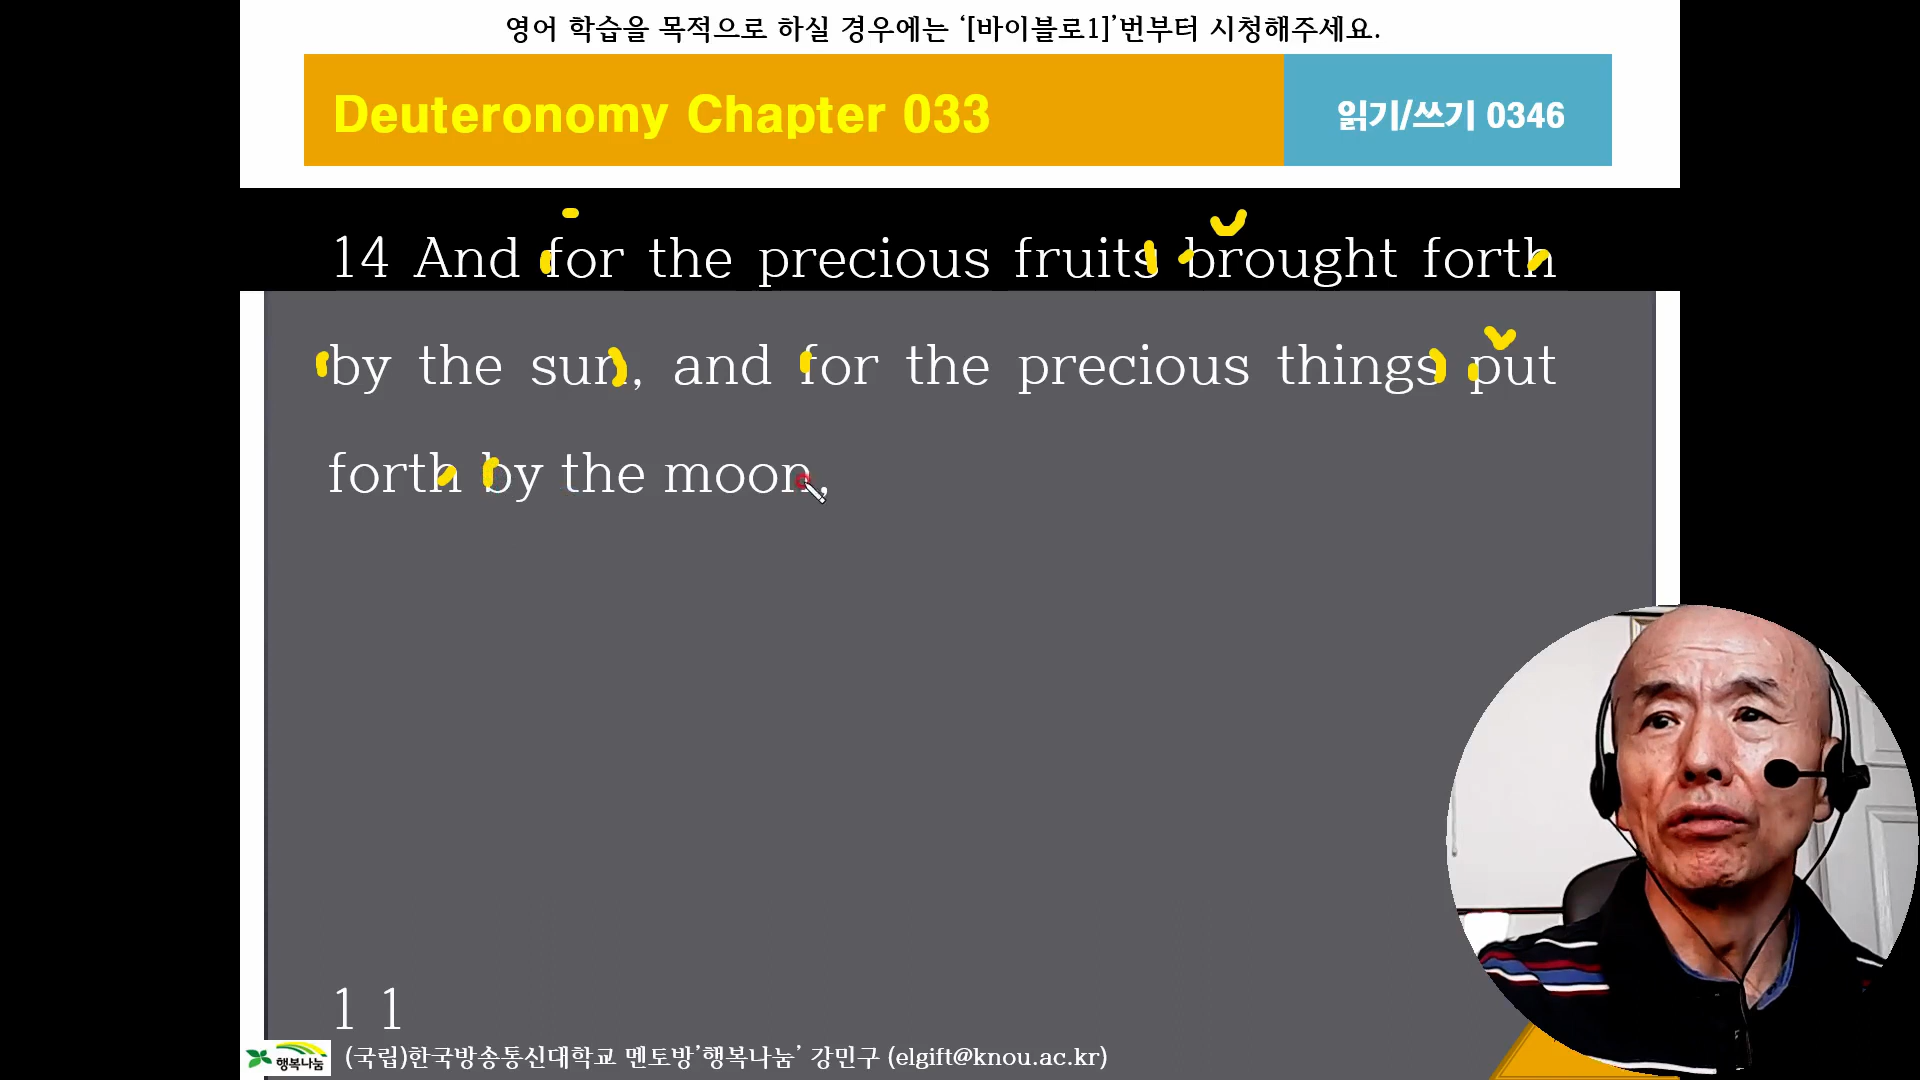 영어 학습을 목적으로 하실 경우에는 ‘[바이블로1]’번부터 시청해주세요.
Deuteronomy Chapter 033
읽기/쓰기 0346
14 And for the precious fruits brought forth
by the sun, and for the precious things put
forth by the moon,
1 1
행복나눔
(국립)한국방송통신대학교 멘토방’행복나눔’ 강민구 (elgift@knou.ac.kr)